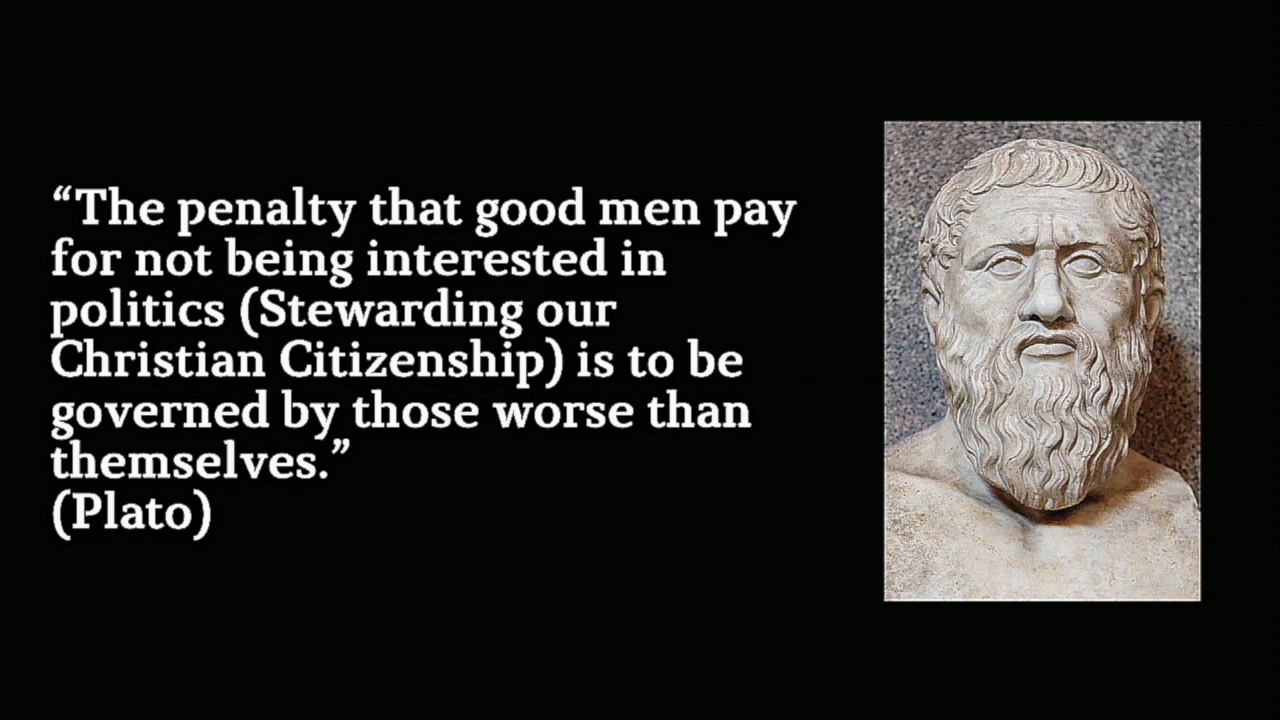 “The penalty that good men pay
for not being interested in
politics (Stewarding our
Christian Citizenship) is to be
governed by those worse than
themselves.”
(Plato)